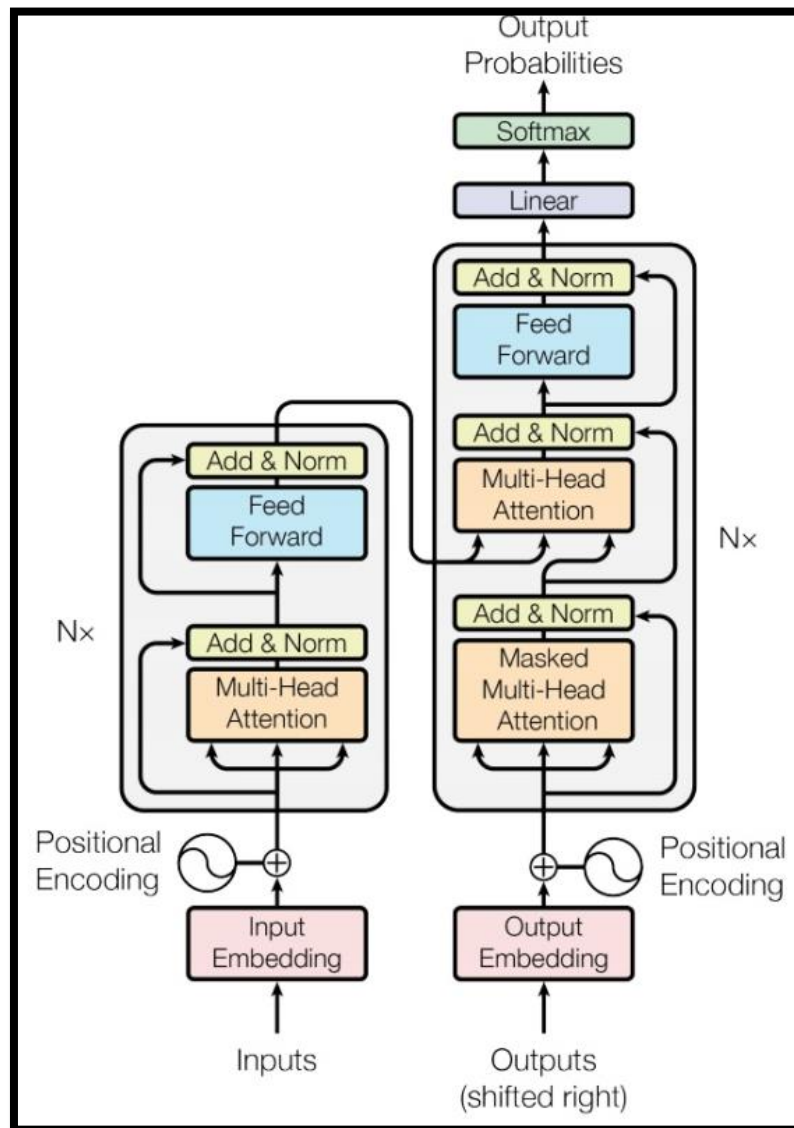 Output
Probabilities
Softmax
Linear
Add & Norm
Feed
Forward
Add & Norm
Multi-Head
Attention
Add & Norm
Masked
Multi-Head
Attention
Nx
Add & Norm
Feed
Forward
Add & Norm
Multi-Head
Attention
Nx
Positional
Encoding
Positional
Encoding
Input
Embedding
Output
Embedding
Inputs
Outputs
(shifted right)